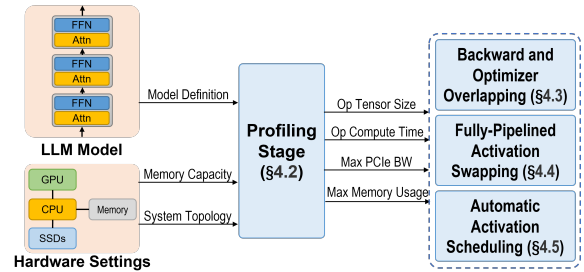 FFN
Attn
FFN
Attn
FFN
Attn
LLM Model
GPU
CPU
Memory
SSDs
Hardware Settings
Model Definition
Memory Capacity
System Topology
Profiling
Stage
(§4.2)
Op Tensor Size
Op Compute Time
Max PCIe BW
Max Memory Usage
Backward and
Optimizer
Overlapping (§4.3)
Fully-Pipelined
Activation
Swapping (§4.4)
Automatic
Activation
Scheduling (§4.5)